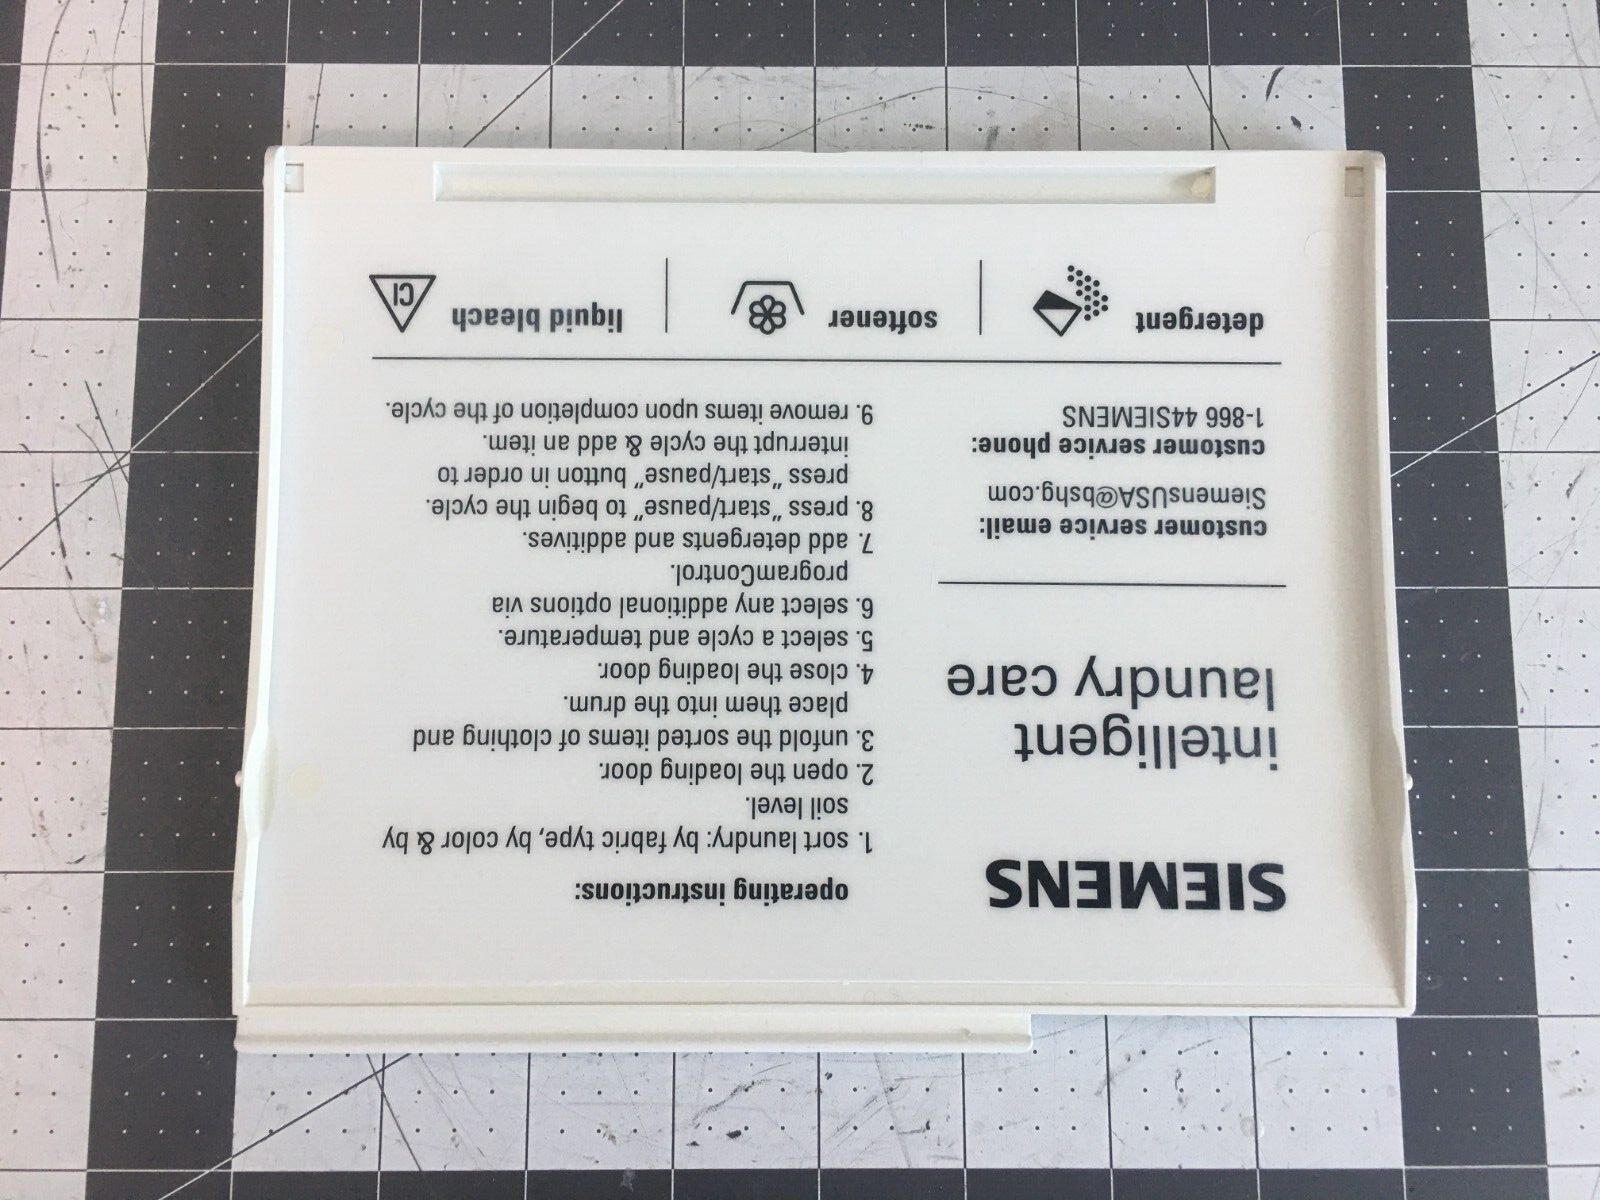 SIEMENS
intelligent
laundry care
customer service email:
SiemensUSA@bshg.com
customer service phone:
1-866 44SIEMENS
operating instructions:
1. sort laundry: by fabric type, by color & by
soil level.
2. open the loading door.
3. unfold the sorted items of clothing and
place them into the drum.
4. close the loading door.
5. select a cycle and temperature.
6. select any additional options via
programControl.
7. add detergents and additives.
8. press "start/pause" to begin the cycle.
press "start/pause" button in order to
interrupt the cycle & add an item.
9. remove items upon completion of the cycle.
detergent
softener
liquid bleach
Cl